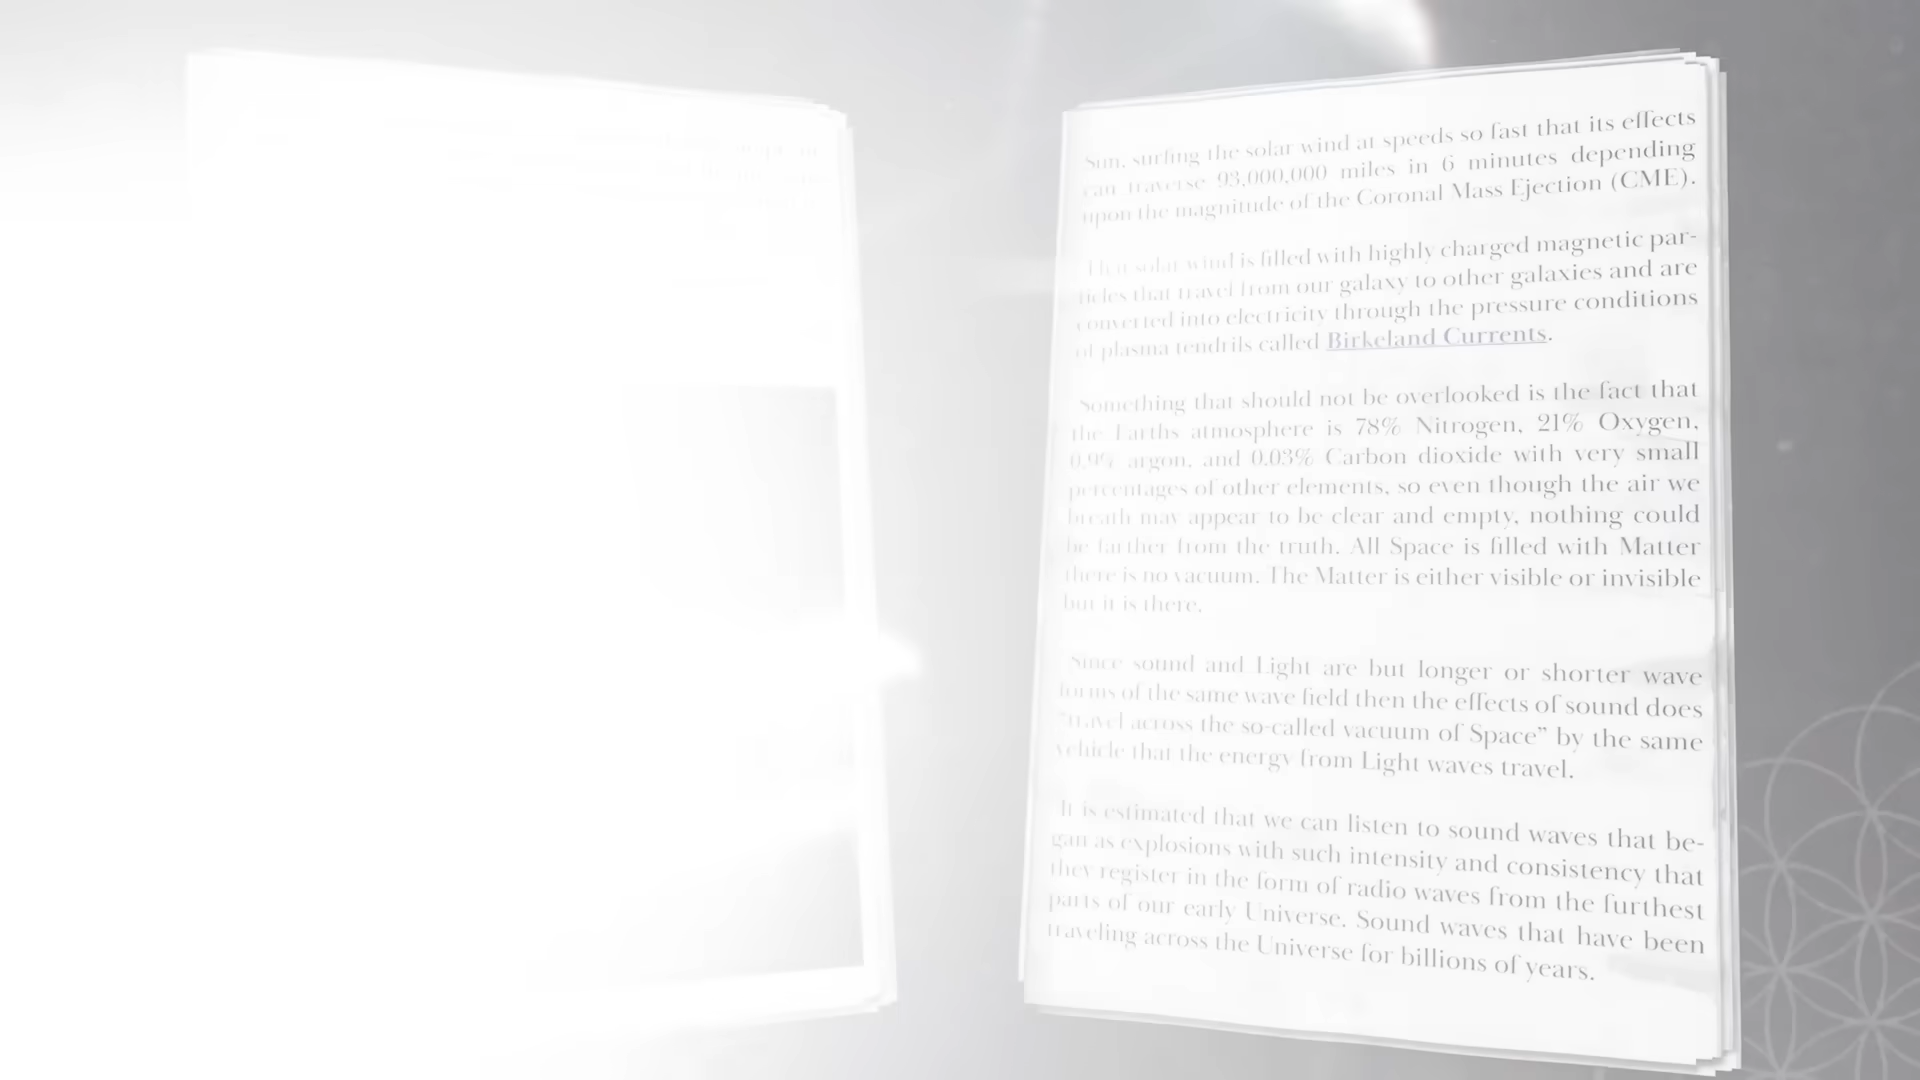 Sun, surfing the solar wind at speeds so fast that its effects
can traverse 93,000,000 miles in 6 minutes depending
upon the magnitude of the Coronal Mass Ejection (CME).
That solar wind is filled with highly charged magnetic par-
ticles that travel from our galaxy to other galaxies and are
converted into electricity through the pressure conditions
of plasma tendrils called Birkeland Currents.
Something that should not be overlooked is the fact that
the Earths atmosphere is 78% Nitrogen, 21% Oxygen,
0.9% argon, and 0.03% Carbon dioxide with very small
percentages of other elements, so even though the air we
breath may appear to be clear and empty, nothing could
be farther from the truth. All Space is filled with Matter
there is no vacuum. The Matter is either visible or invisible
but it is there.
Since sound and Light are but longer or shorter wave
forms of the same wave field then the effects of sound does
"travel across the so-called vacuum of Space" by the same
vehicle that the energy from Light waves travel.
It is estimated that we can listen to sound waves that be-
gan as explosions with such intensity and consistency that
they register in the form of radio waves from the furthest
parts of our early Universe. Sound waves that have been
traveling across the Universe for billions of years.